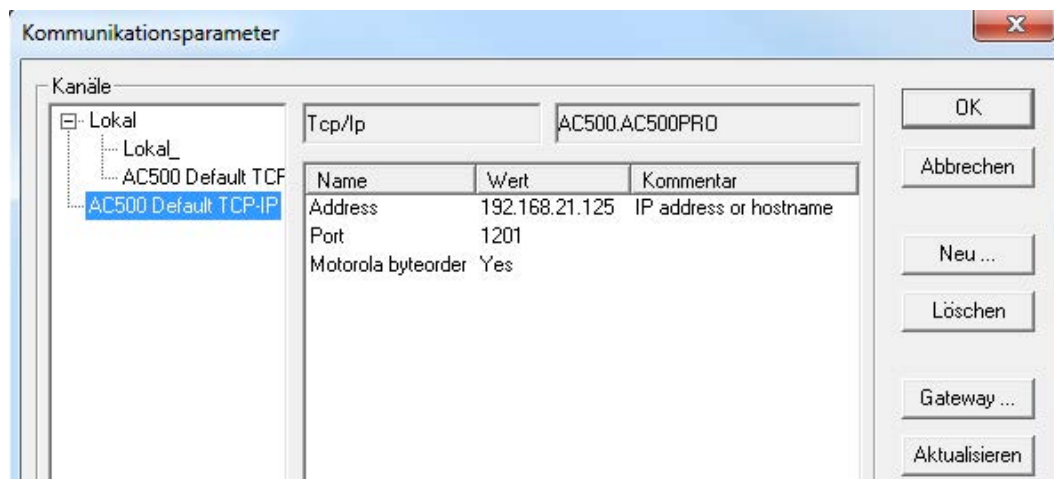 Kommunikationsparameter
Kanäle
Lokal
Lokal_
AC500 Default TCF
AC500 Default TCP-IP
Tcp/Ip
AC500.AC500PRO
Name Wert Kommentar
Address 192.168.21.125 IP address or hostname
Port 1201
Motorola byteorder Yes
OK
Abbrechen
Neu ...
Löschen
Gateway ...
Aktualisieren